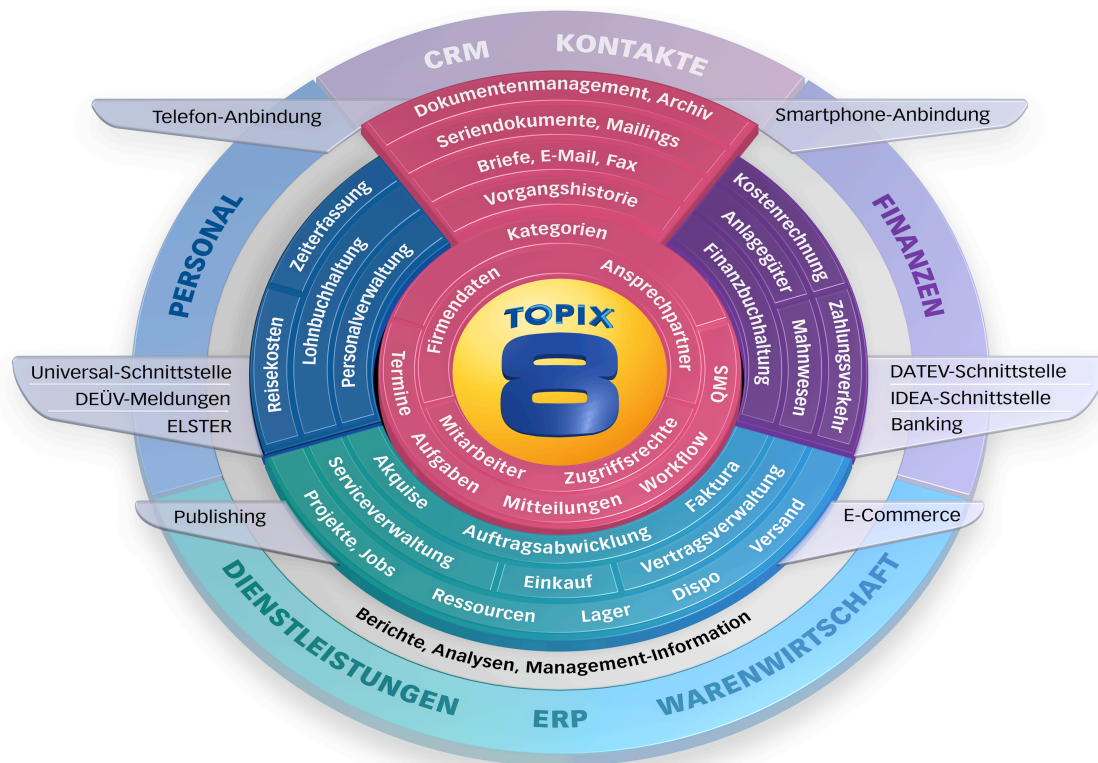 CRM KONTAKTE
Dokumentenmanagement, Archiv
Seriendokumente, Mailings
Briefe, E-Mail, Fax
Vorgangshistorie
Kategorien
Firmendaten
Ansprechpartner
TOPIX
8
Termine
QMS
Mitarbeiter
Zugriffsrechte
Aufgaben
Mitteilungen
Workflow
Telefon-Anbindung
Smartphone-Anbindung
PERSONAL
Zeiterfassung
Reisekosten
Lohnbuchhaltung
Personalverwaltung
FINANZEN
Kostenrechnung
Anlagegüter
Finanzbuchhaltung
Zahlungsverkehr
Mahnwesen
Universal-Schnittstelle
DEÜV-Meldungen
ELSTER
DATEV-Schnittstelle
IDEA-Schnittstelle
Banking
Publishing
E-Commerce
Akquise
Auftragsabwicklung
Faktura
Serviceverwaltung
Einkauf
Vertragsverwaltung
Projekte, Jobs
Ressourcen
Lager
Dispo
Versand
Berichte, Analysen, Management-Information
DIENSTLEISTUNGEN
ERP
WARENWIRTSCHAFT